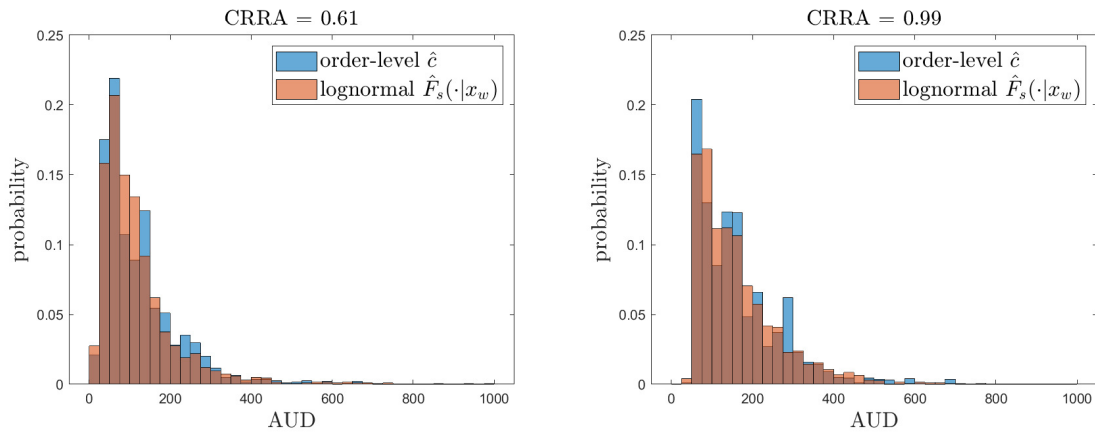 CRRA = 0.61
0.25
0.2
0.15
0.1
0.05
0
probability
order-level ĉ
lognormal F̂ₛ(·|x_w)
0 200 400 600 800 1000
AUD
CRRA = 0.99
0.25
0.2
0.15
0.1
0.05
0
probability
order-level ĉ
lognormal F̂ₛ(·|x_w)
0 200 400 600 800 1000
AUD